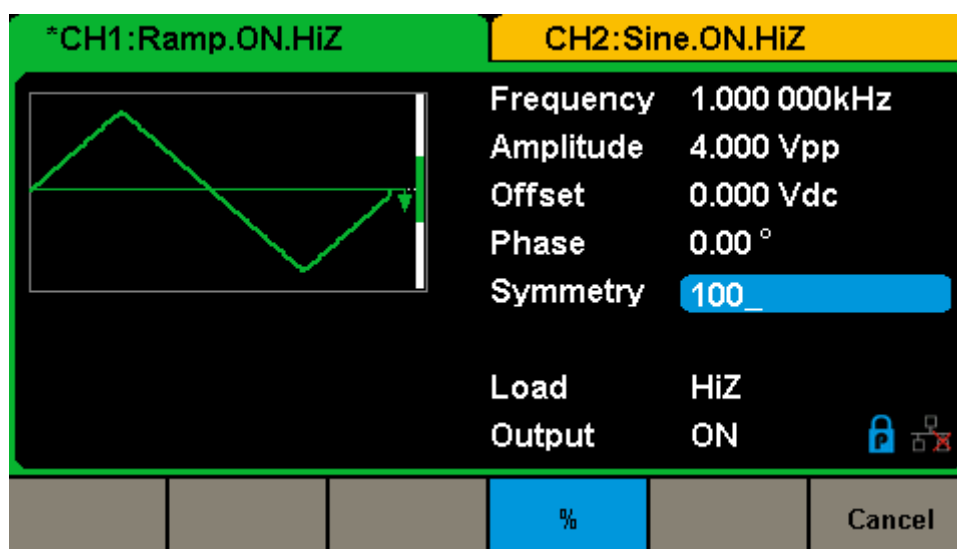 *CH1:Ramp.ON.HiZ
CH2:Sine.ON.HiZ
Frequency 1.000 000kHz
Amplitude 4.000 Vpp
Offset 0.000 Vdc
Phase 0.00 °
Symmetry 100_
Load HiZ
Output ON
P
% Cancel